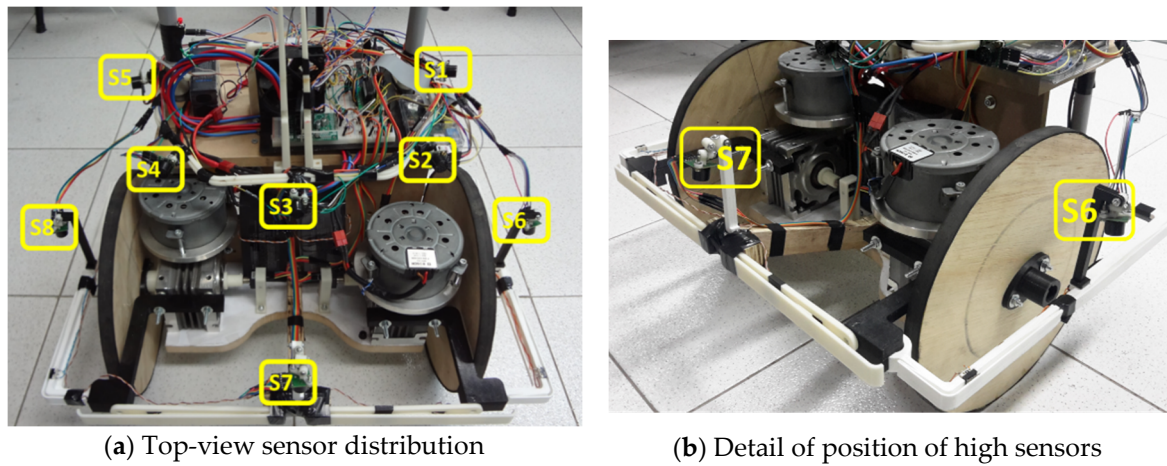 S5
S1
S4
S2
S3
S8
S6
S7
S7
S6
(a) Top-view sensor distribution
(b) Detail of position of high sensors